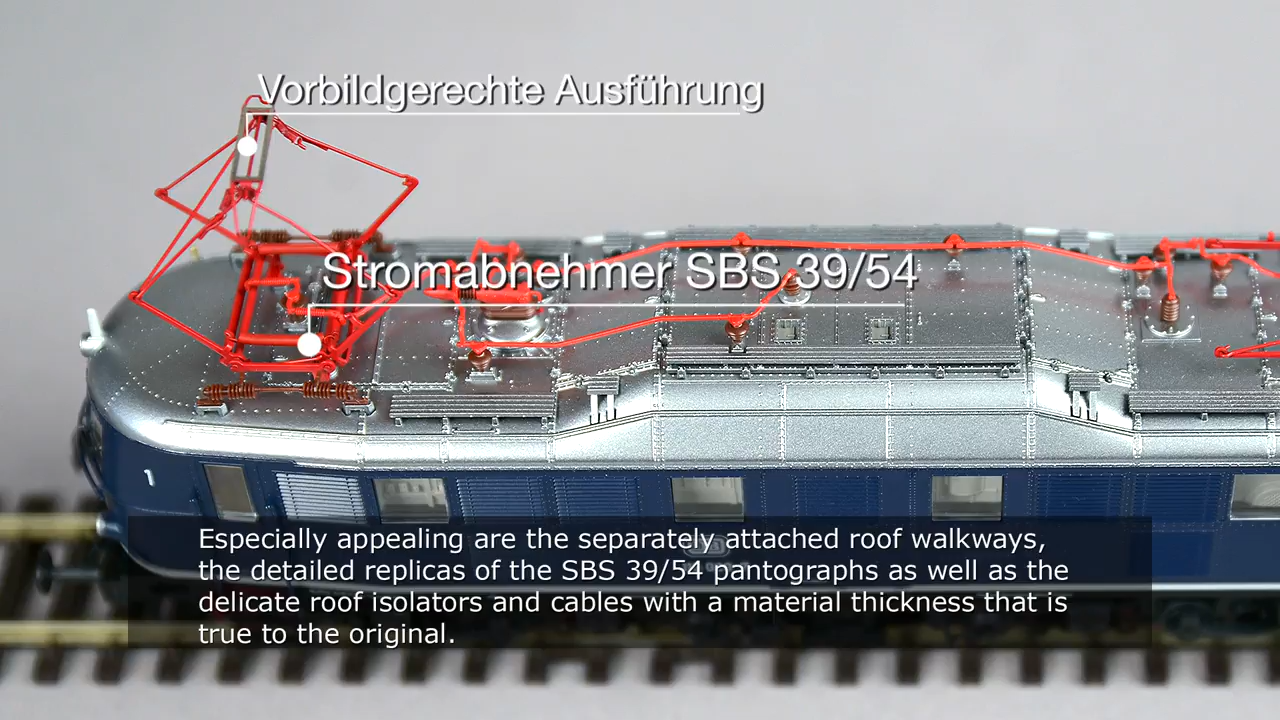 Vorbildgerechte Ausführung
Stromabnehmer SBS 39/54
1
Especially appealing are the separately attached roof walkways,
the detailed replicas of the SBS 39/54 pantographs as well as the
delicate roof isolators and cables with a material thickness that is
true to the original.